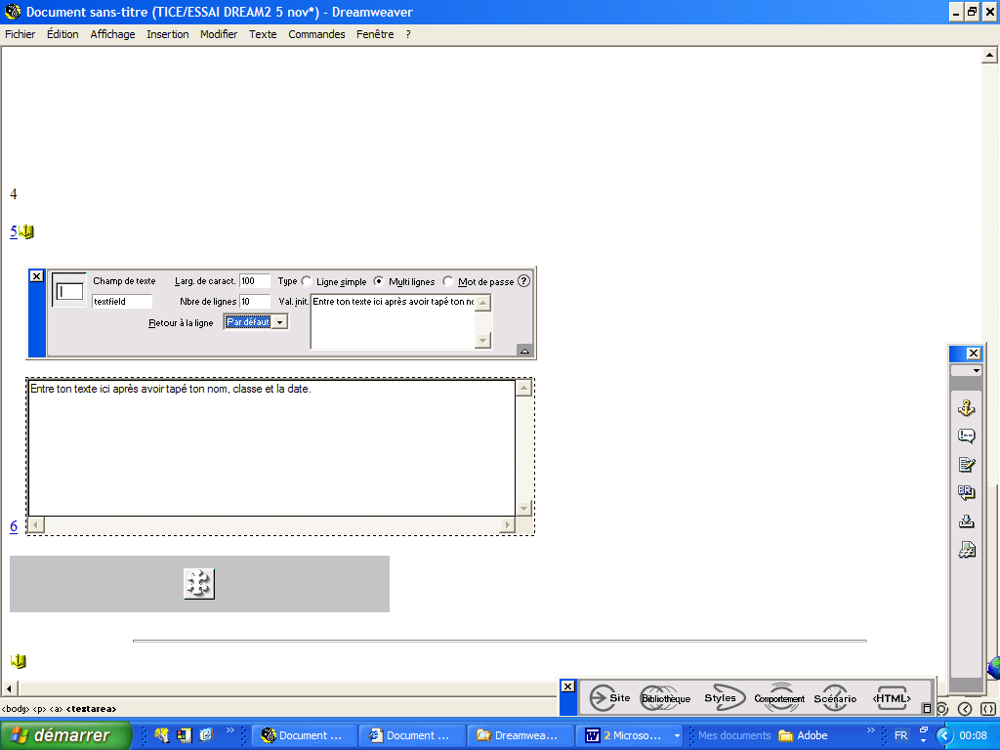 Document sans-titre (TICE/ESSAI DREAM2 5 nov*) - Dreamweaver
Fichier Édition Affichage Insertion Modifier Texte Commandes Fenêtre ?
4
5
Champ de texte Larg. de caract. 100 Type Ligne simple Multi lignes Mot de passe ?
textfield Nbre de lignes 10 Val. init. Entre ton texte ici après avoir tapé ton no
Retour à la ligne Par défaut
Entre ton texte ici après avoir tapé ton nom, classe et la date.
6
BR
Site Bibliothèque Styles Comportement Scénario <HTML>
<body> <p> <a> <textarea>
démarrer » Document ... Document ... Dreamwea... 2 Microso... Mes documents Adobe » FR 00:08